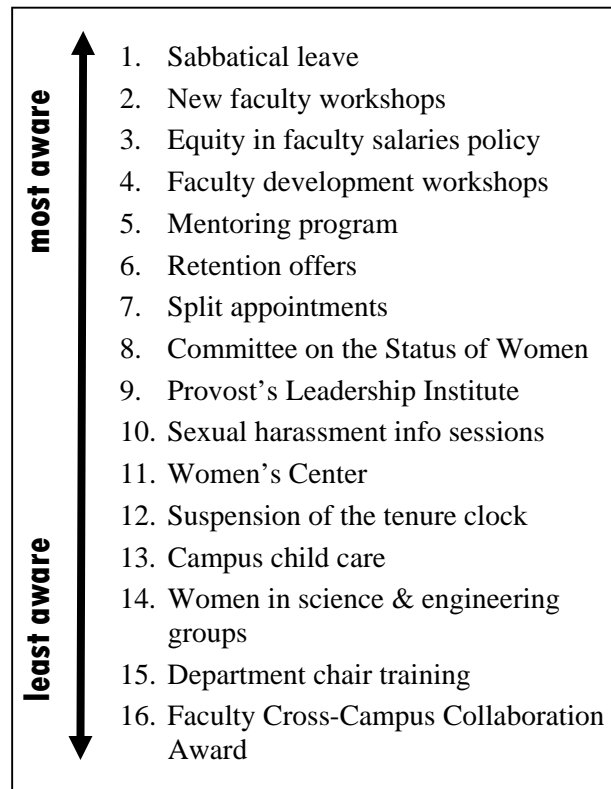 most aware
least aware
1. Sabbatical leave
2. New faculty workshops
3. Equity in faculty salaries policy
4. Faculty development workshops
5. Mentoring program
6. Retention offers
7. Split appointments
8. Committee on the Status of Women
9. Provost’s Leadership Institute
10. Sexual harassment info sessions
11. Women’s Center
12. Suspension of the tenure clock
13. Campus child care
14. Women in science & engineering
groups
15. Department chair training
16. Faculty Cross-Campus Collaboration
Award